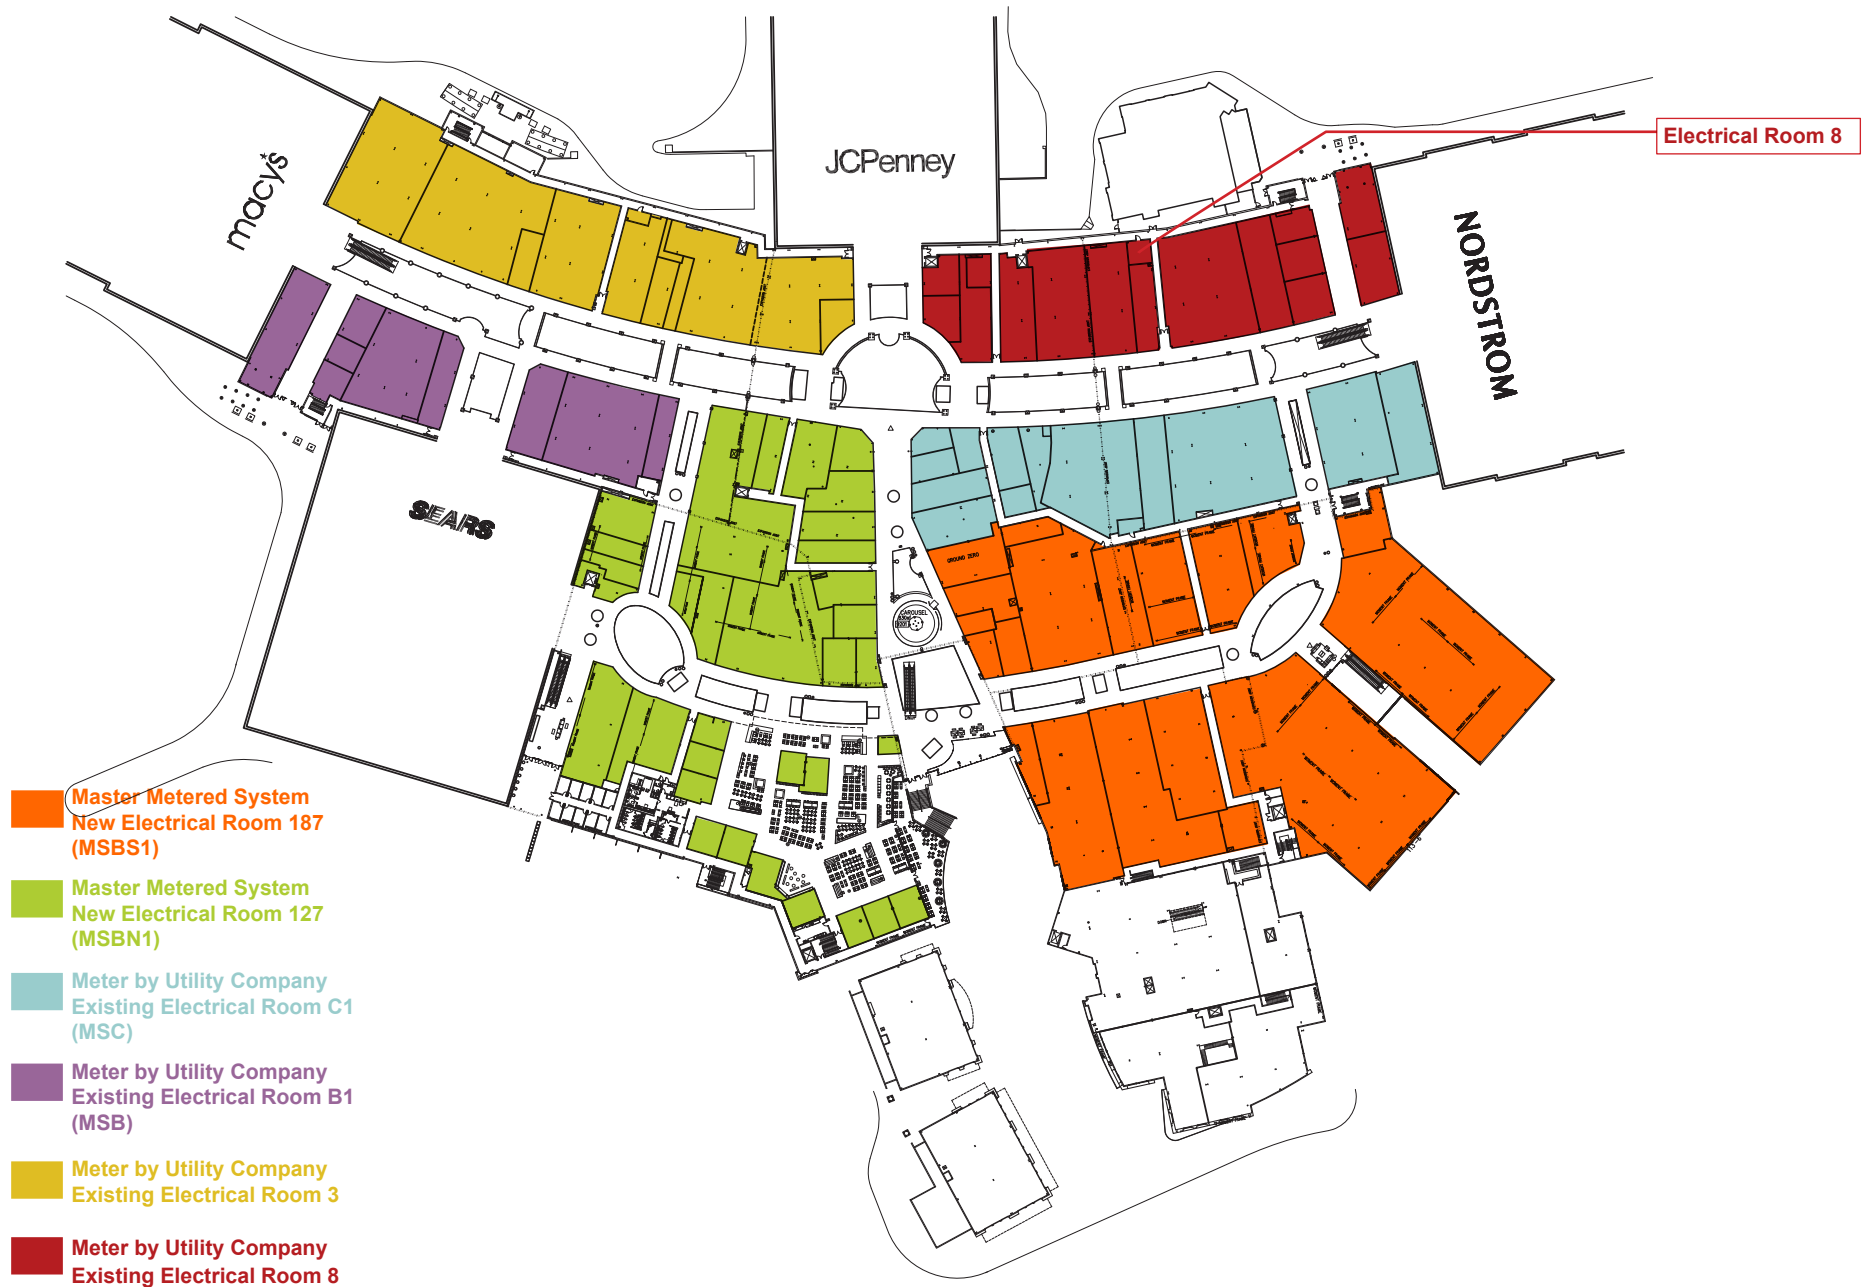 macy's
JCPenney
Electrical Room 8
NORDSTROM
SEARS
GROUND ZERO
CAROUSEL
Master Metered System
New Electrical Room 187
(MSBS1)
Master Metered System
New Electrical Room 127
(MSBN1)
Meter by Utility Company
Existing Electrical Room C1
(MSC)
Meter by Utility Company
Existing Electrical Room B1
(MSB)
Meter by Utility Company
Existing Electrical Room 3
Meter by Utility Company
Existing Electrical Room 8